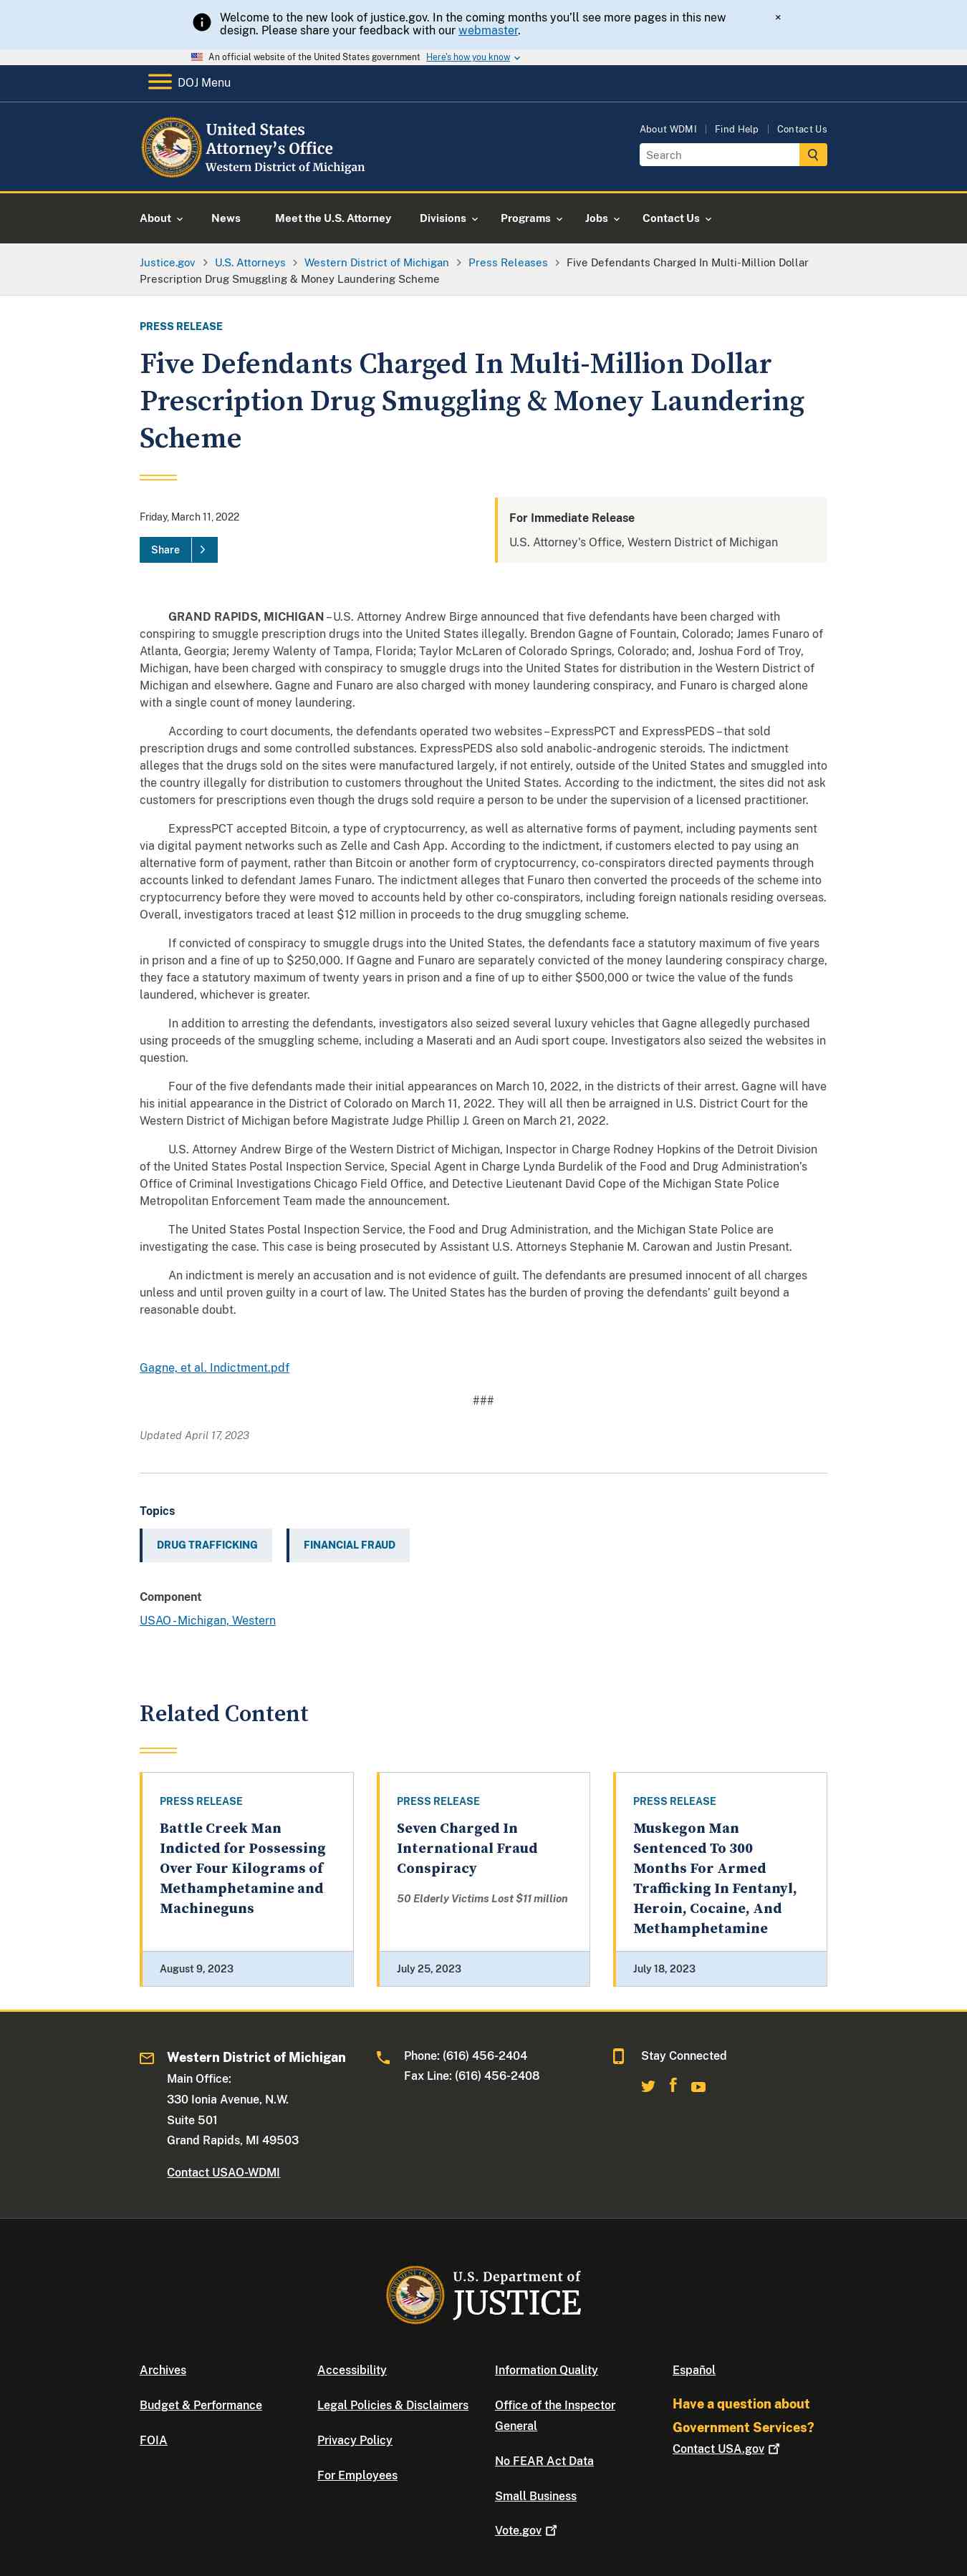 Welcome to the new look of justice.gov. In the coming months you'll see more pages in this new
design. Please share your feedback with our webmaster.
×
An official website of the United States government Here's how you know
DOJ Menu
United States
Attorney's Office
Western District of Michigan
About WDMI | Find Help | Contact Us
Search
About News Meet the U.S. Attorney Divisions Programs Jobs Contact Us
Justice.gov > U.S. Attorneys > Western District of Michigan > Press Releases > Five Defendants Charged In Multi-Million Dollar
Prescription Drug Smuggling & Money Laundering Scheme
PRESS RELEASE
Five Defendants Charged In Multi-Million Dollar
Prescription Drug Smuggling & Money Laundering
Scheme
Friday, March 11, 2022
Share >
For Immediate Release
U.S. Attorney's Office, Western District of Michigan
GRAND RAPIDS, MICHIGAN – U.S. Attorney Andrew Birge announced that five defendants have been charged with
conspiring to smuggle prescription drugs into the United States illegally. Brendon Gagne of Fountain, Colorado; James Funaro of
Atlanta, Georgia; Jeremy Walenty of Tampa, Florida; Taylor McLaren of Colorado Springs, Colorado; and, Joshua Ford of Troy,
Michigan, have been charged with conspiracy to smuggle drugs into the United States for distribution in the Western District of
Michigan and elsewhere. Gagne and Funaro are also charged with money laundering conspiracy, and Funaro is charged alone
with a single count of money laundering.
According to court documents, the defendants operated two websites – ExpressPCT and ExpressPEDS – that sold
prescription drugs and some controlled substances. ExpressPEDS also sold anabolic-androgenic steroids. The indictment
alleges that the drugs sold on the sites were manufactured largely, if not entirely, outside of the United States and smuggled into
the country illegally for distribution to customers throughout the United States. According to the indictment, the sites did not ask
customers for prescriptions even though the drugs sold require a person to be under the supervision of a licensed practitioner.
ExpressPCT accepted Bitcoin, a type of cryptocurrency, as well as alternative forms of payment, including payments sent
via digital payment networks such as Zelle and Cash App. According to the indictment, if customers elected to pay using an
alternative form of payment, rather than Bitcoin or another form of cryptocurrency, co-conspirators directed payments through
accounts linked to defendant James Funaro. The indictment alleges that Funaro then converted the proceeds of the scheme into
cryptocurrency before they were moved to accounts held by other co-conspirators, including foreign nationals residing overseas.
Overall, investigators traced at least $12 million in proceeds to the drug smuggling scheme.
If convicted of conspiracy to smuggle drugs into the United States, the defendants face a statutory maximum of five years
in prison and a fine of up to $250,000. If Gagne and Funaro are separately convicted of the money laundering conspiracy charge,
they face a statutory maximum of twenty years in prison and a fine of up to either $500,000 or twice the value of the funds
laundered, whichever is greater.
In addition to arresting the defendants, investigators also seized several luxury vehicles that Gagne allegedly purchased
using proceeds of the smuggling scheme, including a Maserati and an Audi sport coupe. Investigators also seized the websites in
question.
Four of the five defendants made their initial appearances on March 10, 2022, in the districts of their arrest. Gagne will have
his initial appearance in the District of Colorado on March 11, 2022. They will all then be arraigned in U.S. District Court for the
Western District of Michigan before Magistrate Judge Phillip J. Green on March 21, 2022.
U.S. Attorney Andrew Birge of the Western District of Michigan, Inspector in Charge Rodney Hopkins of the Detroit Division
of the United States Postal Inspection Service, Special Agent in Charge Lynda Burdelik of the Food and Drug Administration's
Office of Criminal Investigations Chicago Field Office, and Detective Lieutenant David Cope of the Michigan State Police
Metropolitan Enforcement Team made the announcement.
The United States Postal Inspection Service, the Food and Drug Administration, and the Michigan State Police are
investigating the case. This case is being prosecuted by Assistant U.S. Attorneys Stephanie M. Carowan and Justin Presant.
An indictment is merely an accusation and is not evidence of guilt. The defendants are presumed innocent of all charges
unless and until proven guilty in a court of law. The United States has the burden of proving the defendants' guilt beyond a
reasonable doubt.
Gagne, et al. Indictment.pdf
###
Updated April 17, 2023
Topics
DRUG TRAFFICKING
FINANCIAL FRAUD
Component
USAO - Michigan, Western
Related Content
PRESS RELEASE
Battle Creek Man
Indicted for Possessing
Over Four Kilograms of
Methamphetamine and
Machineguns
August 9, 2023
PRESS RELEASE
Seven Charged In
International Fraud
Conspiracy
50 Elderly Victims Lost $11 million
July 25, 2023
PRESS RELEASE
Muskegon Man
Sentenced To 300
Months For Armed
Trafficking In Fentanyl,
Heroin, Cocaine, And
Methamphetamine
July 18, 2023
Western District of Michigan
Main Office:
330 Ionia Avenue, N.W.
Suite 501
Grand Rapids, MI 49503
Contact USAO-WDMI
Phone: (616) 456-2404
Fax Line: (616) 456-2408
Stay Connected
U.S. Department of
JUSTICE
Archives
Budget & Performance
FOIA
Accessibility
Legal Policies & Disclaimers
Privacy Policy
For Employees
Information Quality
Office of the Inspector
General
No FEAR Act Data
Small Business
Vote.gov
Español
Have a question about
Government Services?
Contact USA.gov